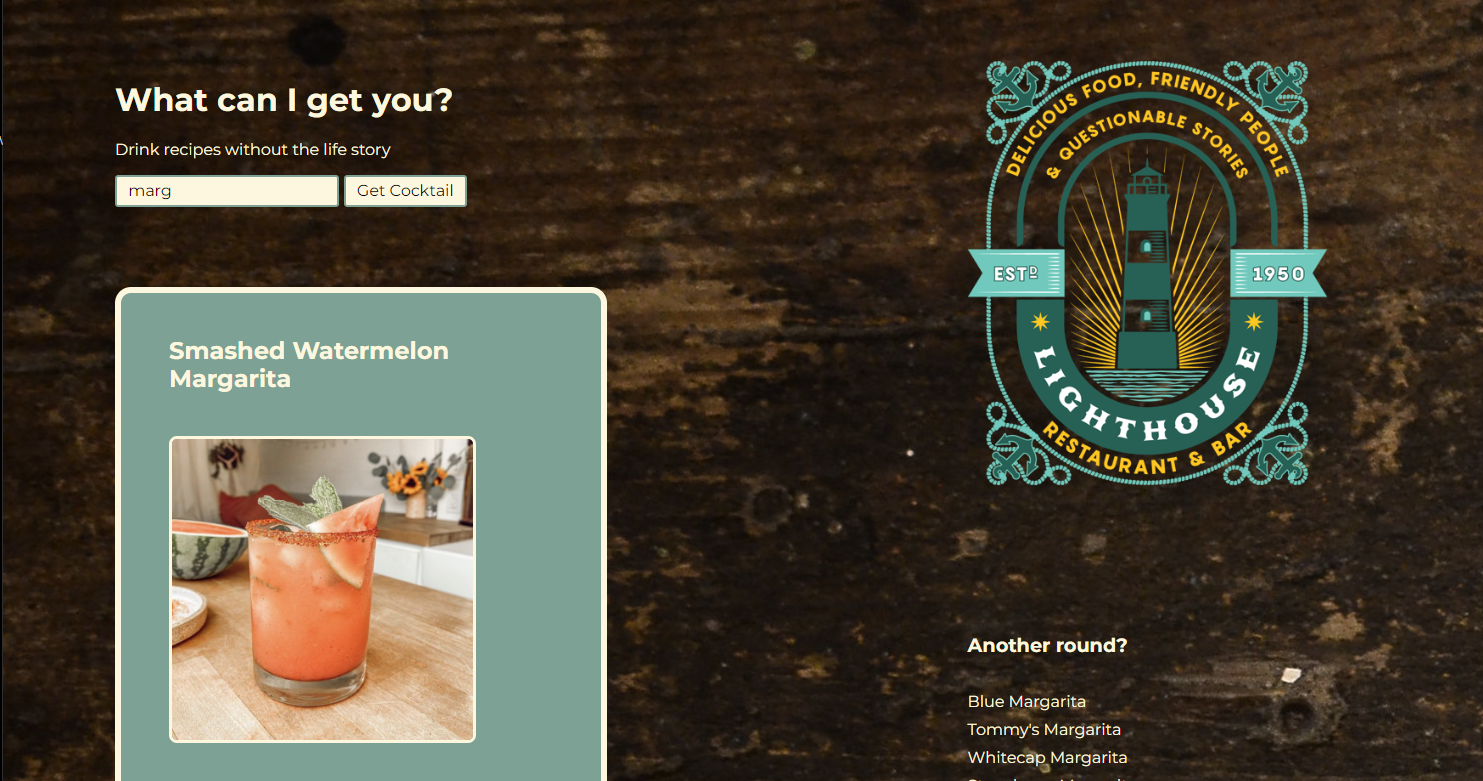 What can I get you?
Drink recipes without the life story
marg
Get Cocktail
Smashed Watermelon
Margarita
DELICIOUS FOOD, FRIENDLY PEOPLE
& QUESTIONABLE STORIES
ESTD
1950
LIGHTHOUSE
RESTAURANT & BAR
Another round?
Blue Margarita
Tommy's Margarita
Whitecap Margarita